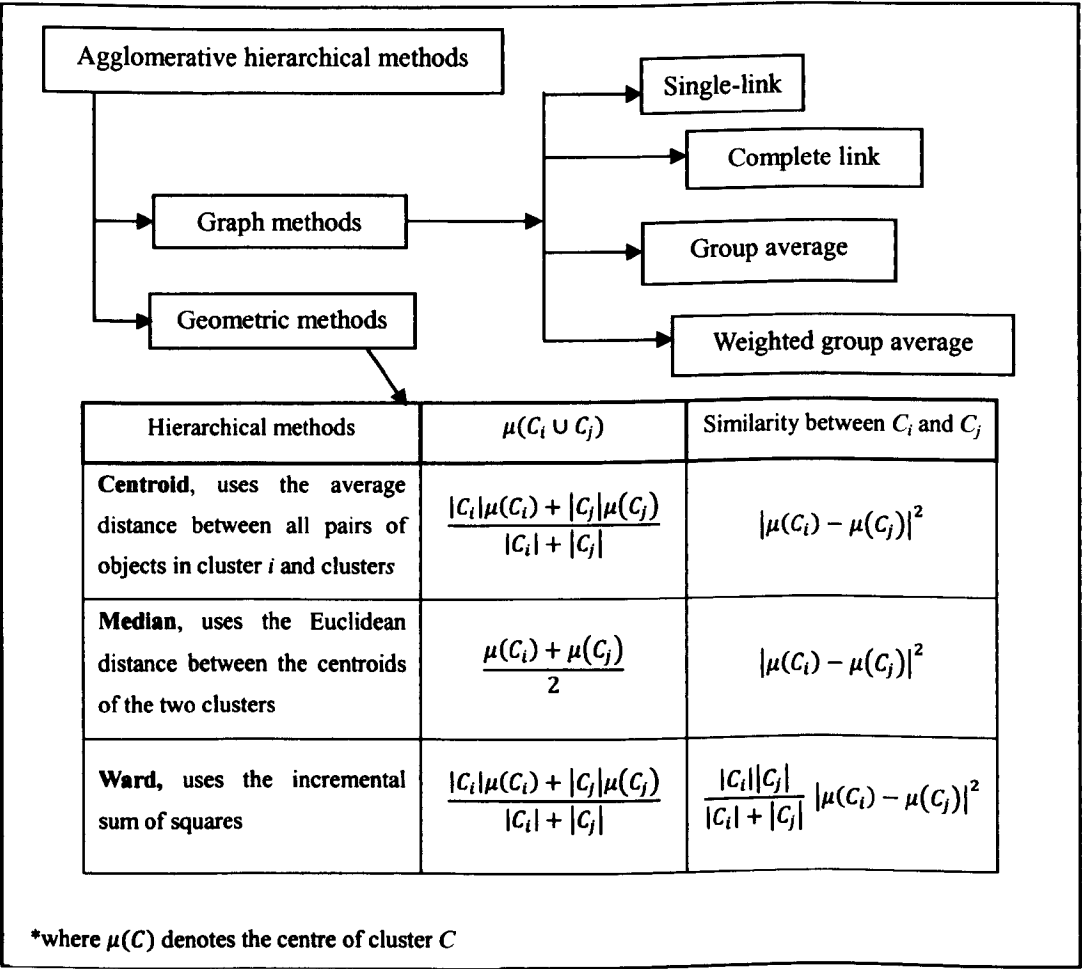 Agglomerative hierarchical methods
Single-link
Complete link
Graph methods
Group average
Geometric methods
Weighted group average
Hierarchical methods
μ(C_i ∪ C_j)
Similarity between C_i and C_j
Centroid, uses the average
distance between all pairs of
objects in cluster i and clusters
(|C_i|μ(C_i) + |C_j|μ(C_j)) / (|C_i| + |C_j|)
|μ(C_i) − μ(C_j)|²
Median, uses the Euclidean
distance between the centroids
of the two clusters
(μ(C_i) + μ(C_j)) / 2
|μ(C_i) − μ(C_j)|²
Ward, uses the incremental
sum of squares
(|C_i|μ(C_i) + |C_j|μ(C_j)) / (|C_i| + |C_j|)
(|C_i||C_j|) / (|C_i| + |C_j|) |μ(C_i) − μ(C_j)|²
*where μ(C) denotes the centre of cluster C